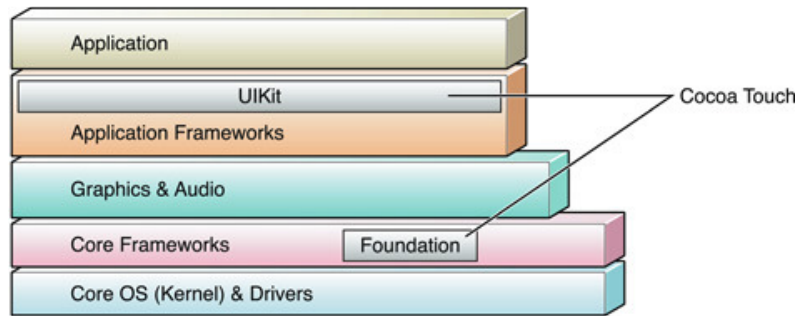 Application
UIKit
Cocoa Touch
Application Frameworks
Graphics & Audio
Core Frameworks
Foundation
Core OS (Kernel) & Drivers